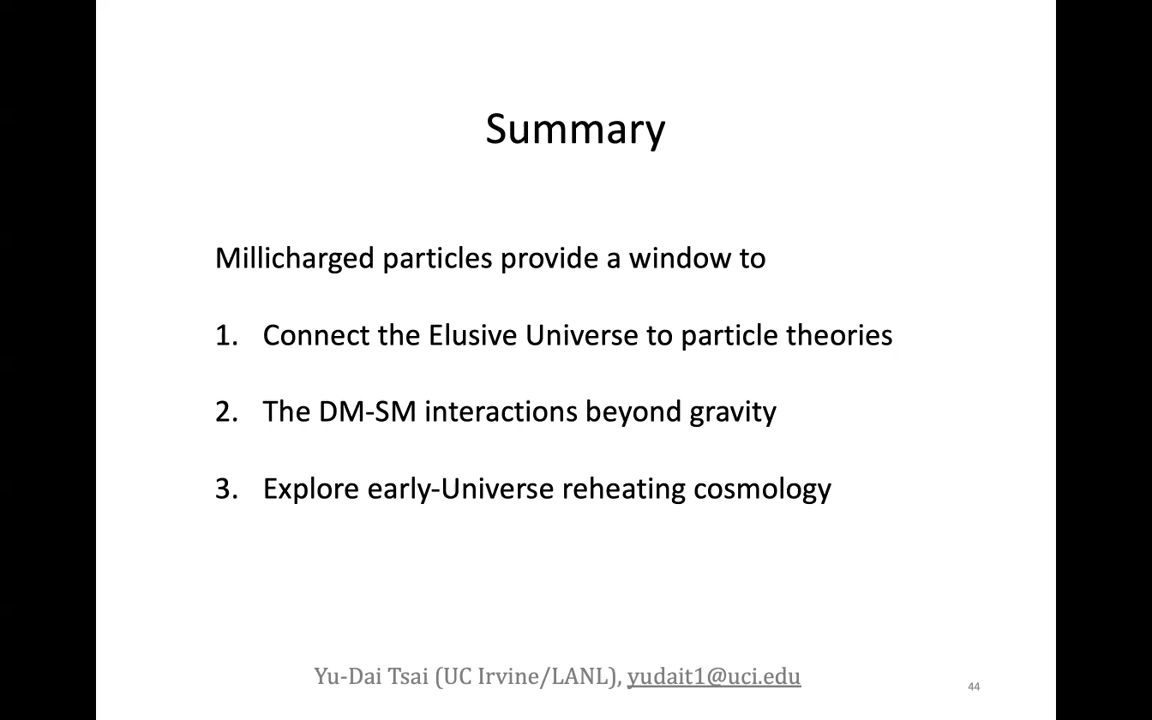 Summary
Millicharged particles provide a window to
1. Connect the Elusive Universe to particle theories
2. The DM-SM interactions beyond gravity
3. Explore early-Universe reheating cosmology
Yu-Dai Tsai (UC Irvine/LANL), yudait1@uci.edu
44